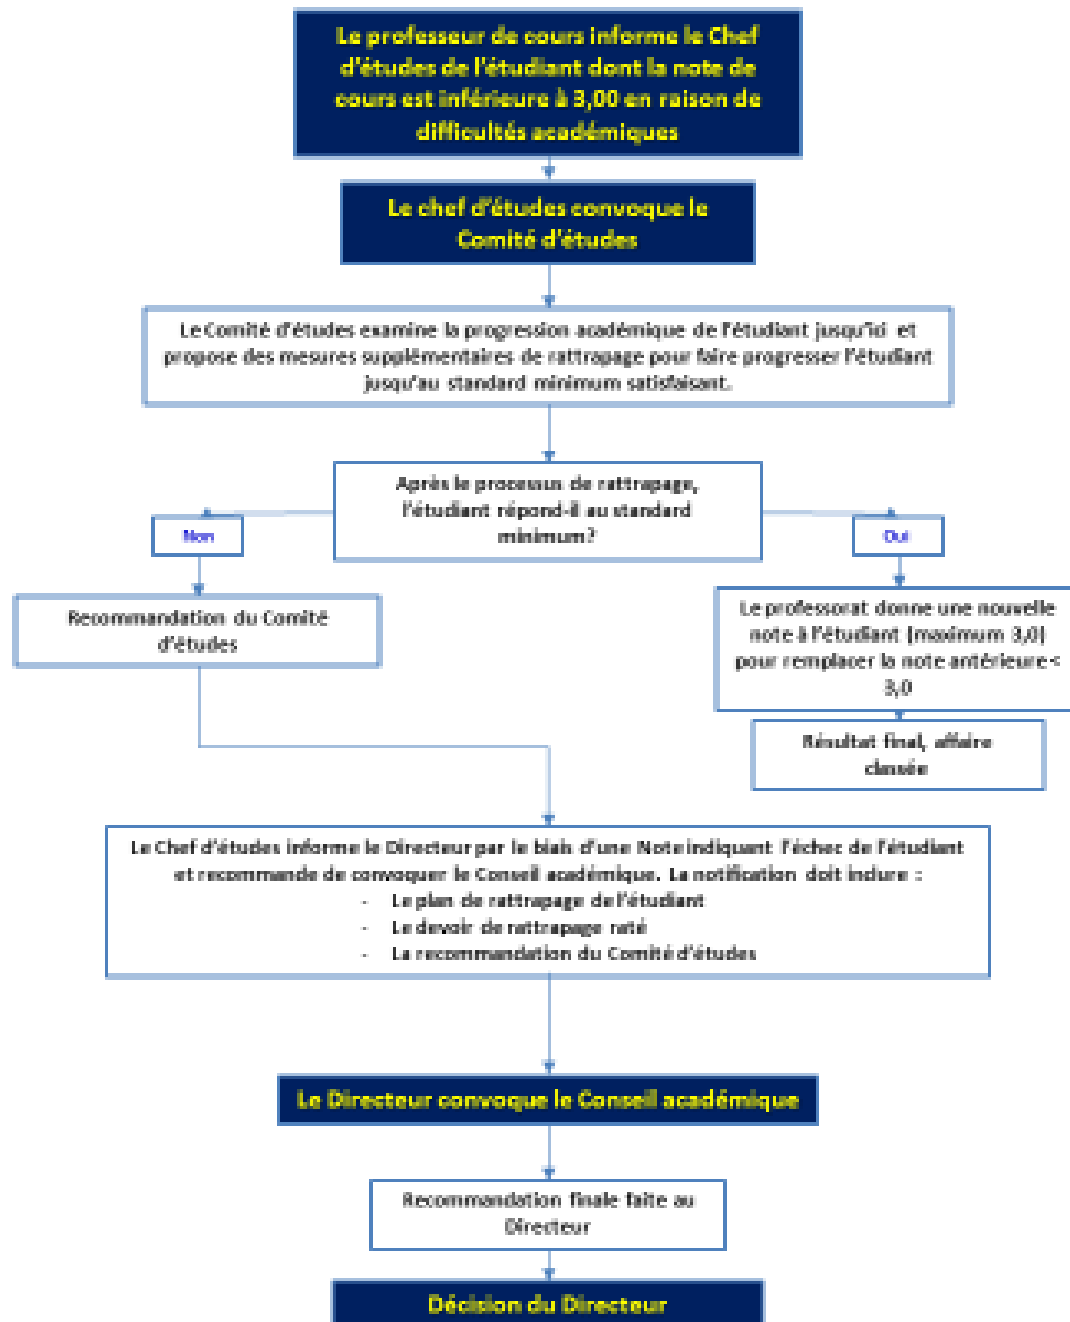 Le professeur de cours informe le Chef
d'études de l'étudiant dont la note de
cours est inférieure à 3,00 en raison de
difficultés académiques
Le chef d'études convoque le
Comité d'études
Le Comité d'études examine la progression académique de l'étudiant jusqu'ici et
propose des mesures supplémentaires de rattrapage pour faire progresser l'étudiant
jusqu'au standard minimum satisfaisant.
Après le processus de rattrapage,
l'étudiant répond-il au standard
minimum?
Non
Oui
Recommandation du Comité
d'études
Le professorat donne une nouvelle
note à l'étudiant (maximum 3,0)
pour remplacer la note antérieure <
3,0
Résultat final, affaire
classée
Le Chef d'études informe le Directeur par le biais d'une Note indiquant l'échec de l'étudiant
et recommande de convoquer le Conseil académique. La notification doit inclure :
- Le plan de rattrapage de l'étudiant
- Le devoir de rattrapage raté
- La recommandation du Comité d'études
Le Directeur convoque le Conseil académique
Recommandation finale faite au
Directeur
Décision du Directeur